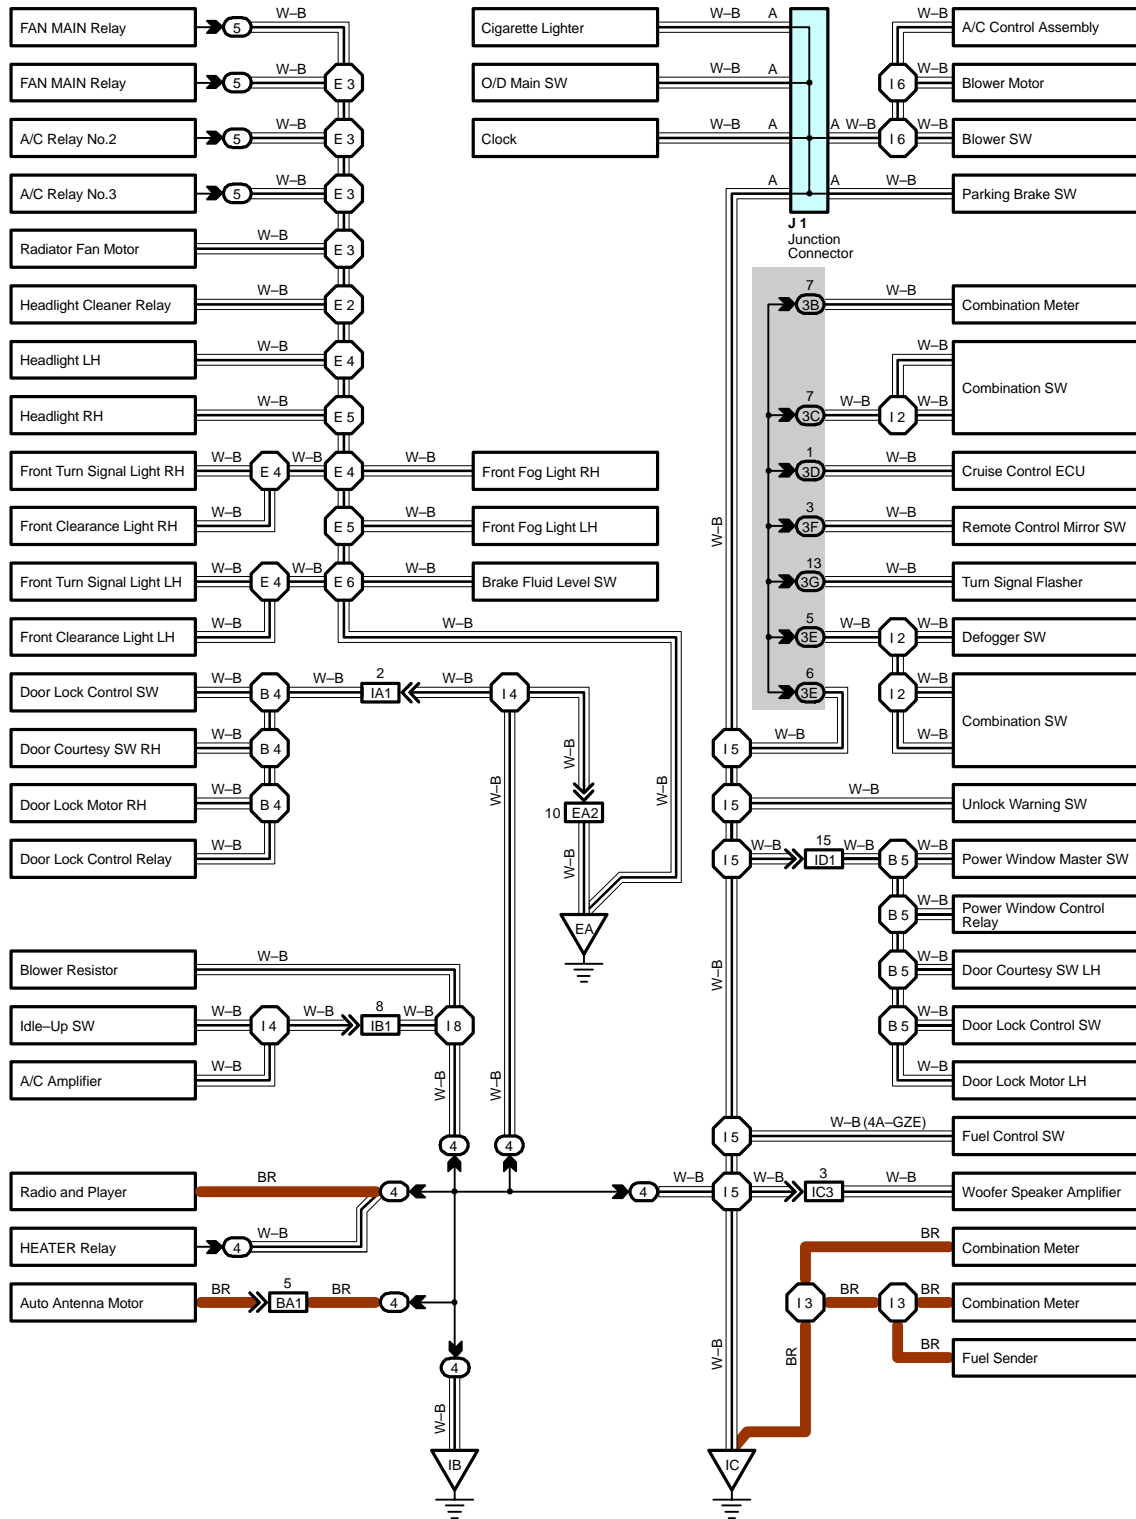 FAN MAIN Relay 5 W–B
Cigarette Lighter W–B A
W–B A/C Control Assembly
FAN MAIN Relay 5 W–B E 3
O/D Main SW W–B A
I 6 W–B Blower Motor
A/C Relay No.2 5 W–B E 3
Clock W–B A
A W–B I 6 W–B Blower SW
A/C Relay No.3 5 W–B E 3
A A W–B Parking Brake SW
J 1
Junction
Connector
Radiator Fan Motor W–B E 3
Headlight Cleaner Relay W–B E 2
7
3B W–B Combination Meter
Headlight LH W–B E 4
W–B
Combination SW
Headlight RH W–B E 5
7
3C W–B I 2 W–B
Front Turn Signal Light RH W–B E 4 W–B E 4 W–B Front Fog Light RH
1
3D W–B Cruise Control ECU
Front Clearance Light RH W–B
E 5 W–B Front Fog Light LH
W–B
3
3F W–B Remote Control Mirror SW
Front Turn Signal Light LH W–B E 4 W–B E 6 W–B Brake Fluid Level SW
13
3G W–B Turn Signal Flasher
Front Clearance Light LH W–B
W–B
5
3E W–B I 2 W–B Defogger SW
Door Lock Control SW W–B B 4 W–B
2
IA1 W–B I 4
6
3E I 2 W–B
Combination SW
W–B
Door Courtesy SW RH W–B B 4
W–B
W–B
W–B
I 5 W–B
Door Lock Motor RH W–B B 4
10 EA2
I 5 W–B Unlock Warning SW
Door Lock Control Relay W–B
W–B
I 5 W–B
15
ID1 W–B B 5 W–B Power Window Master SW
EA
B 5 W–B Power Window Control
Relay
Blower Resistor W–B
W–B
B 5 W–B Door Courtesy SW LH
Idle–Up SW W–B I 4 W–B
8
IB1 W–B I 8
B 5 W–B Door Lock Control SW
A/C Amplifier W–B
W–B
W–B
W–B Door Lock Motor LH
4 4
I 5 W–B (4A–GZE) Fuel Control SW
Radio and Player BR 4
4 W–B I 5 W–B
3
IC3 W–B Woofer Speaker Amplifier
HEATER Relay 4 W–B
BR Combination Meter
Auto Antenna Motor BR
5
BA1 BR 4
I 3 BR I 3 BR Combination Meter
4
W–B
BR
BR Fuel Sender
W–B
IB
IC